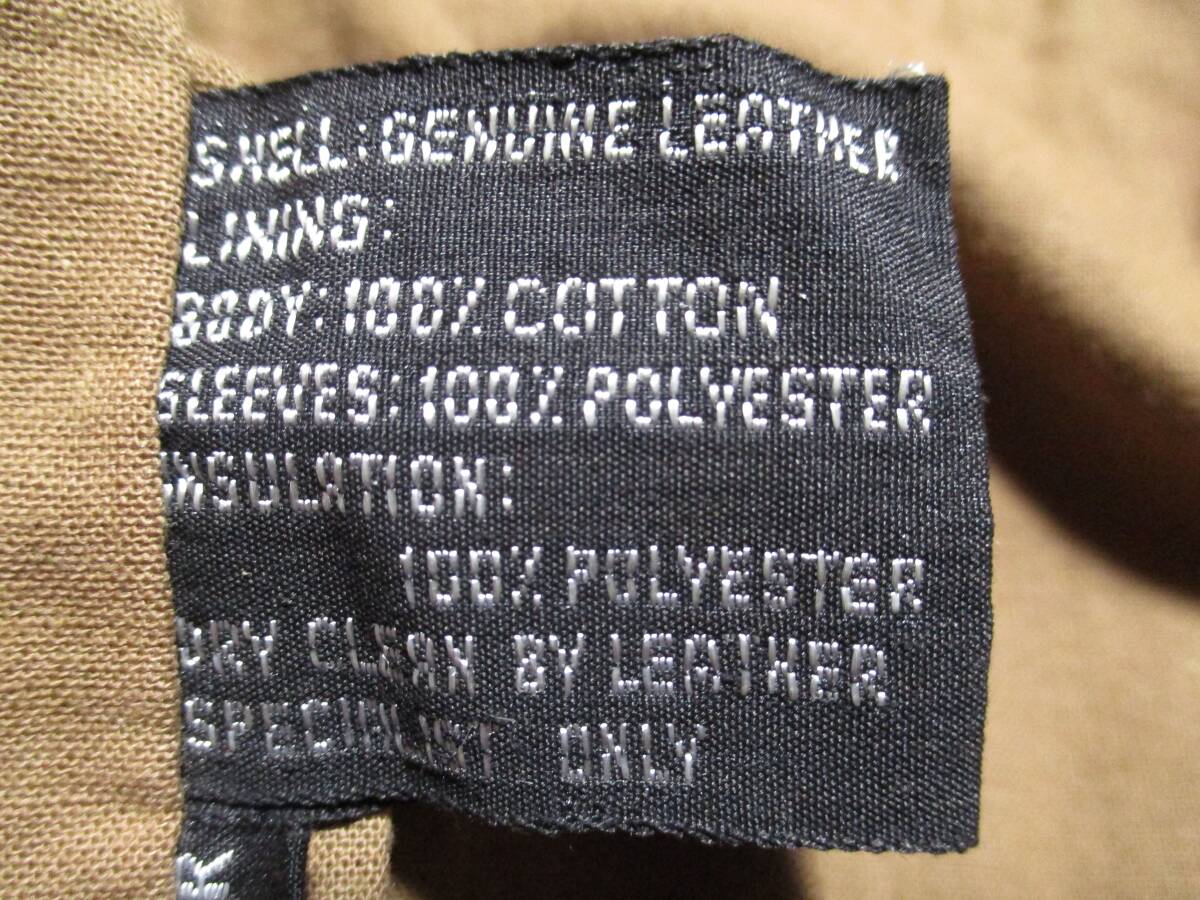 SHELL: GENUINE LEATHER
LINING:
BODY: 100% COTTON
SLEEVES: 100% POLYESTER
INSULATION:
100% POLYESTER
DRY CLEAN BY LEATHER
SPECIALIST ONLY
R